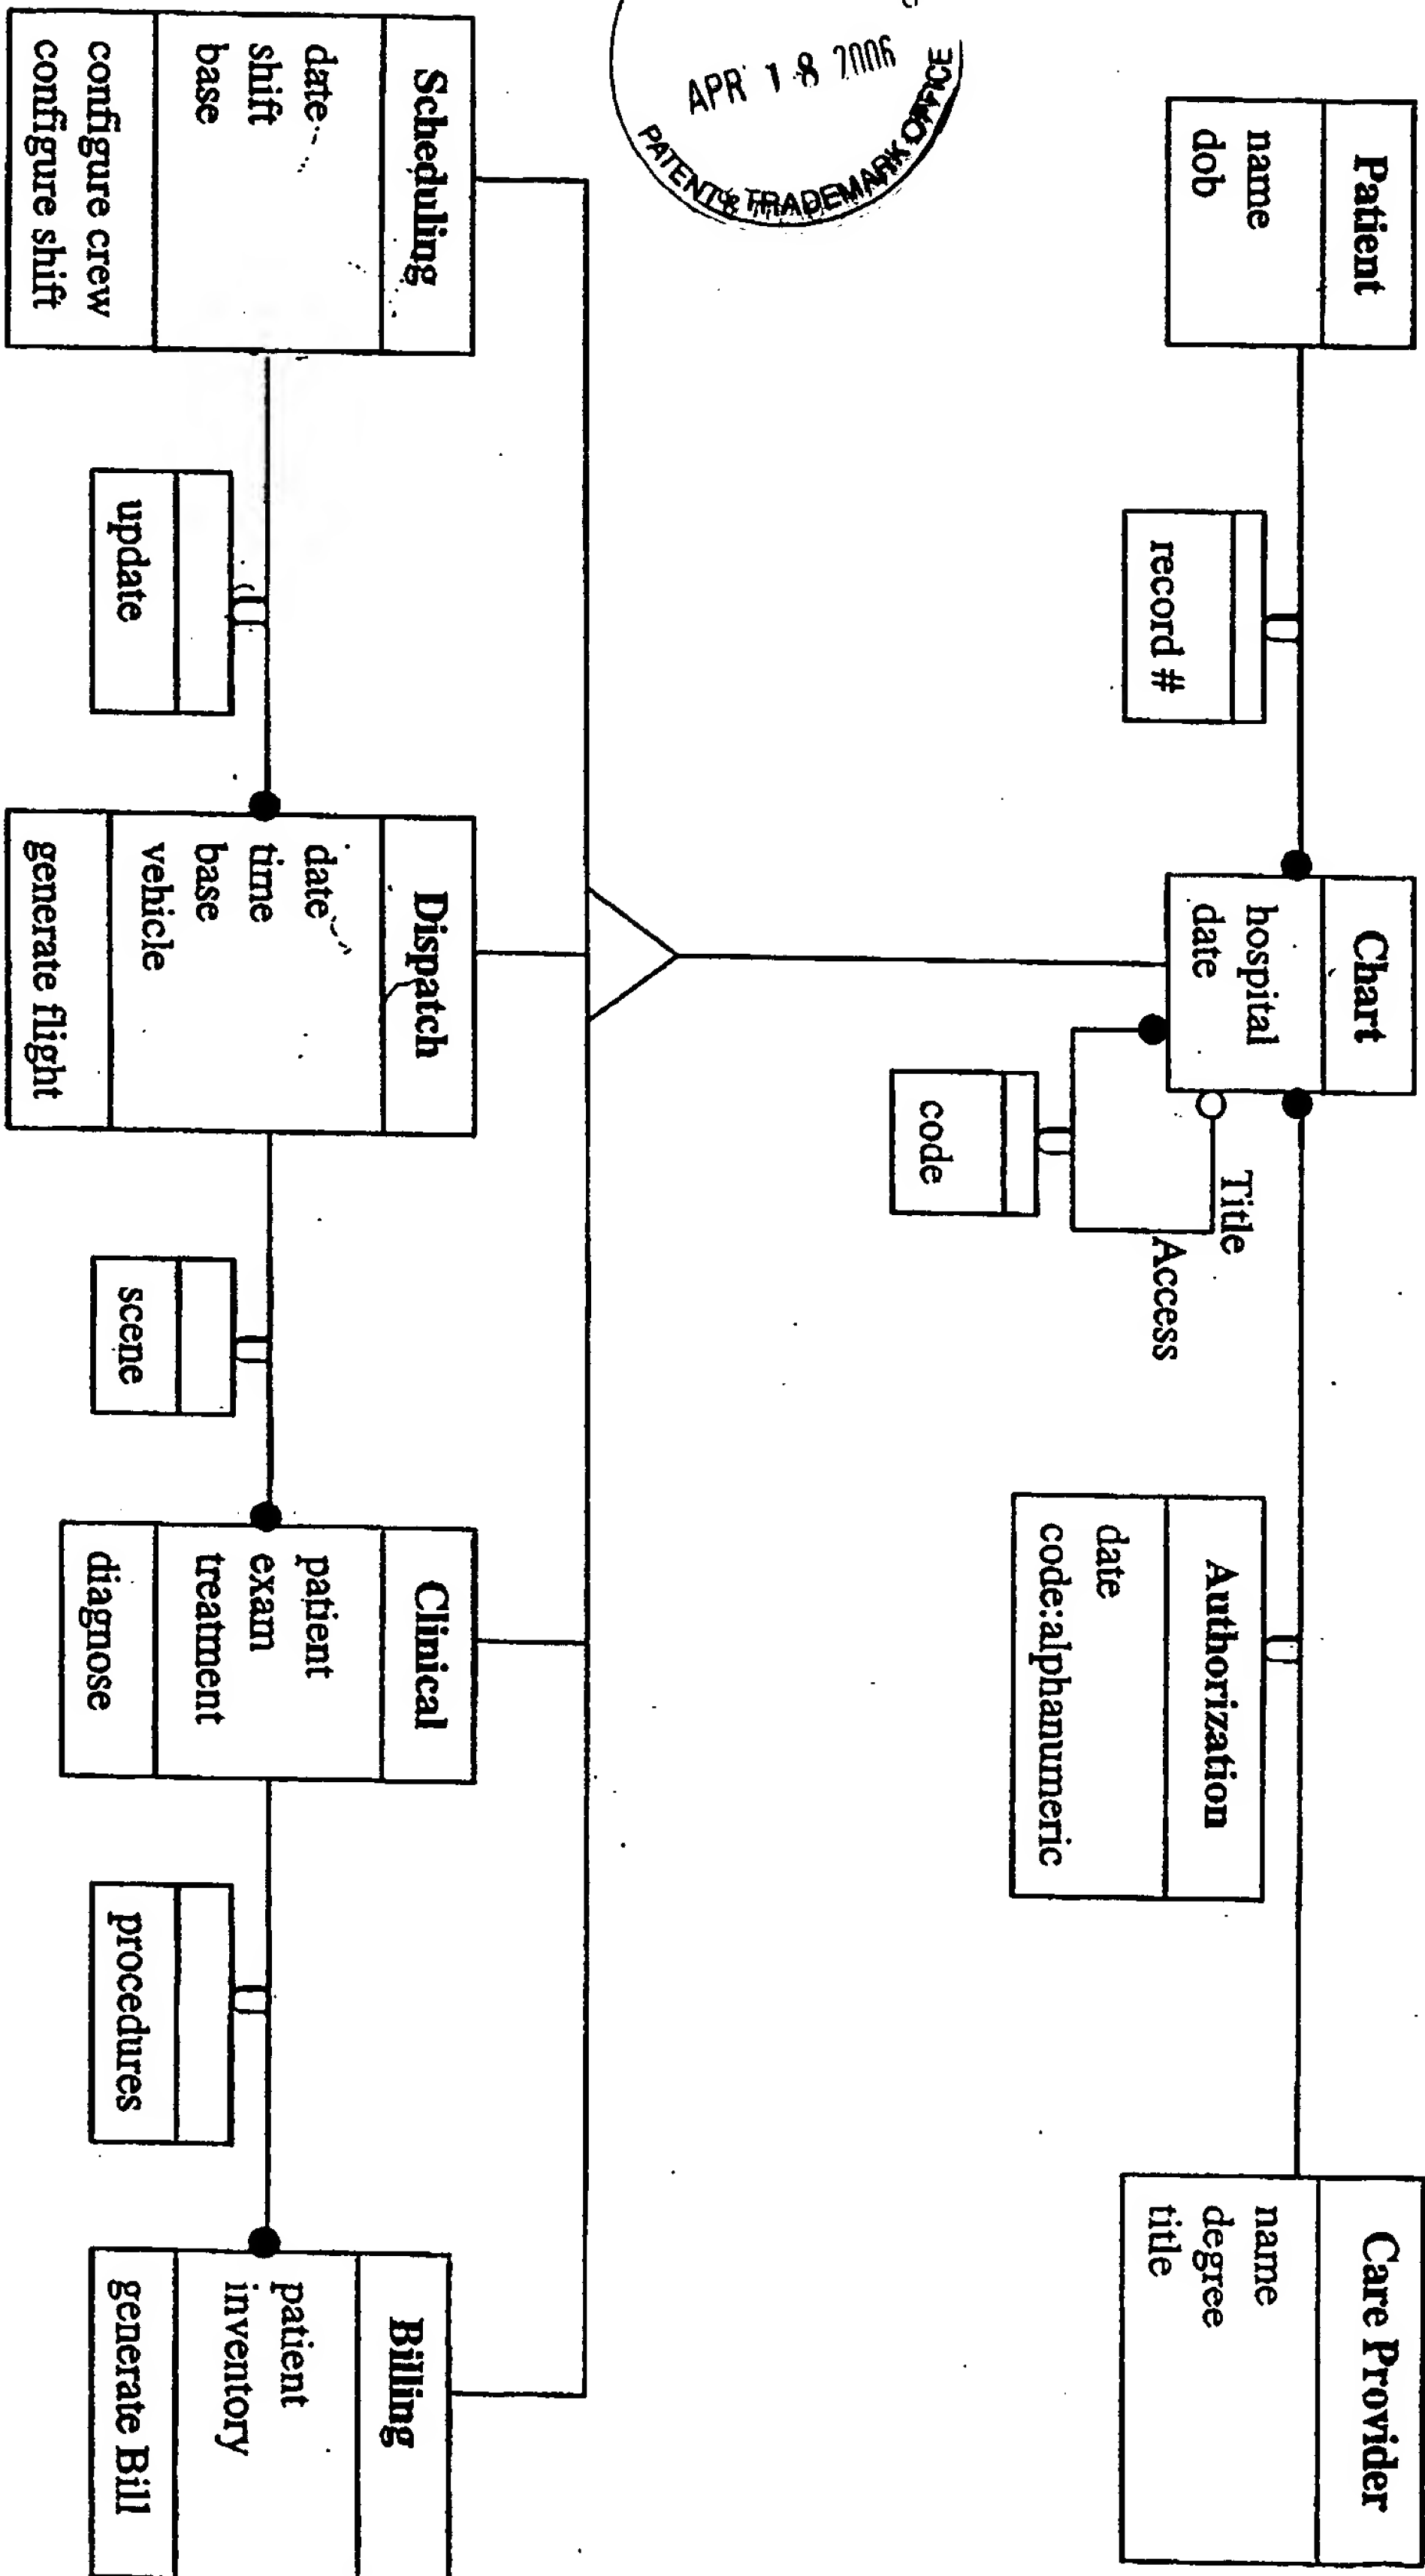 Patient
name
dob
record #
Chart
hospital
date
Title
Access
code
Authorization
date
code:alphanumeric
Care Provider
name
degree
title
APR 18 2006
PATENT & TRADEMARK OFFICE
Scheduling
date
shift
base
configure crew
configure shift
update
Dispatch
date
time
base
vehicle
generate flight
scene
Clinical
patient
exam
treatment
diagnose
procedures
Billing
patient
inventory
generate Bill